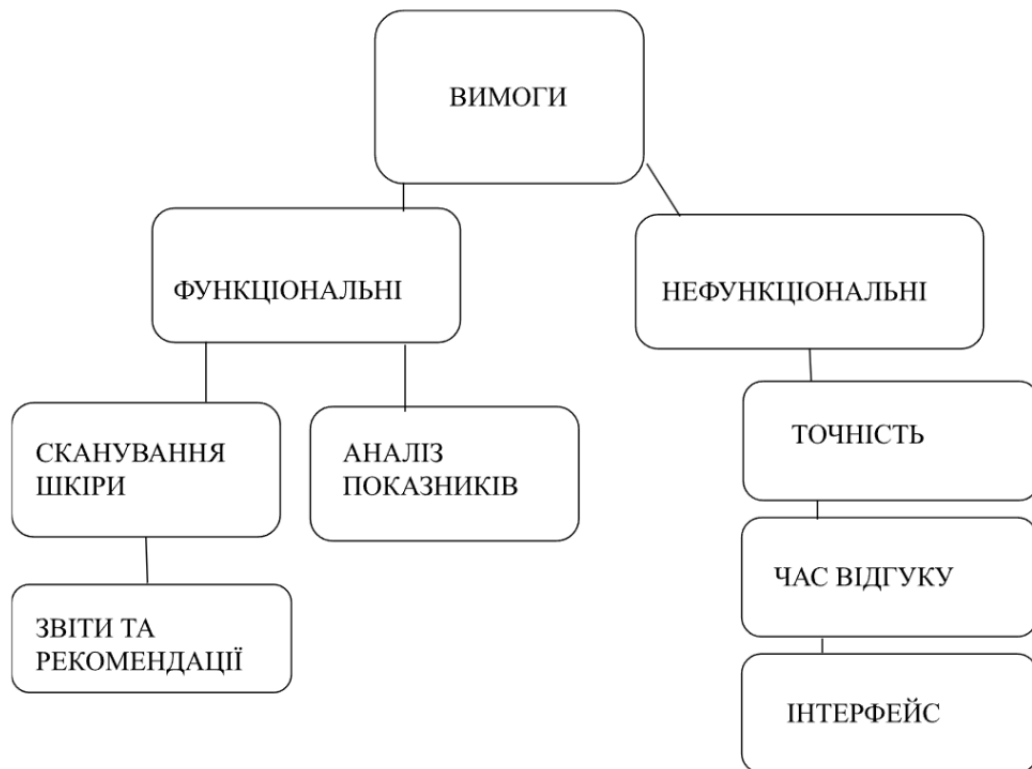 ВИМОГИ
ФУНКЦІОНАЛЬНІ
НЕФУНКЦІОНАЛЬНІ
СКАНУВАННЯ
ШКІРИ
АНАЛІЗ
ПОКАЗНИКІВ
ТОЧНІСТЬ
ЧАС ВІДГУКУ
ЗВІТИ ТА
РЕКОМЕНДАЦІЇ
ІНТЕРФЕЙС